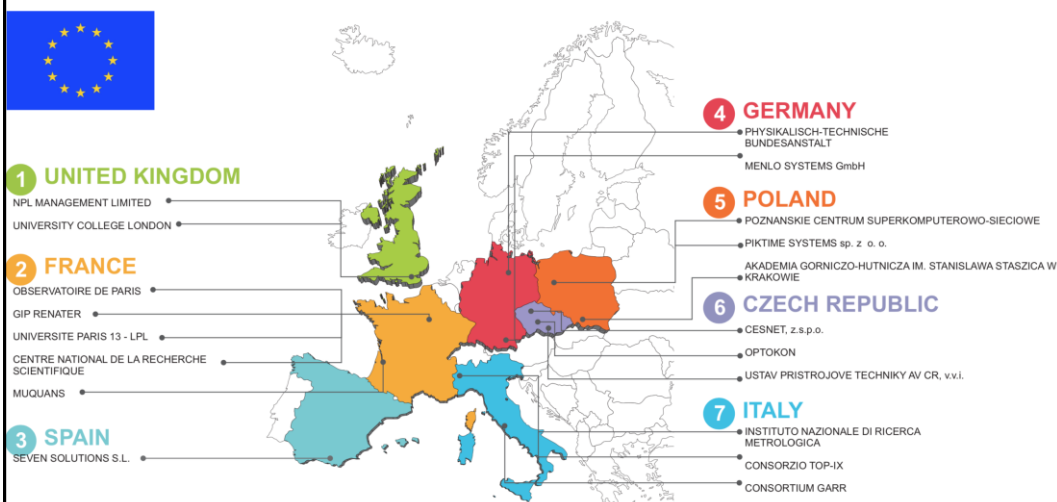 1 UNITED KINGDOM
NPL MANAGEMENT LIMITED
UNIVERSITY COLLEGE LONDON
2 FRANCE
OBSERVATOIRE DE PARIS
GIP RENATER
UNIVERSITE PARIS 13 - LPL
CENTRE NATIONAL DE LA RECHERCHE
SCIENTIFIQUE
MUQUANS
3 SPAIN
SEVEN SOLUTIONS S.L.
4 GERMANY
PHYSIKALISCH-TECHNISCHE
BUNDESANSTALT
MENLO SYSTEMS GmbH
5 POLAND
POZNANSKIE CENTRUM SUPERKOMPUTEROWO-SIECIOWE
PIKTIME SYSTEMS sp. z o. o.
AKADEMIA GORNICZO-HUTNICZA IM. STANISLAWA STASZICA W
KRAKOWIE
6 CZECH REPUBLIC
CESNET, z.s.p.o.
OPTOKON
USTAV PRISTROJOVE TECHNIKY AV CR, v.v.i.
7 ITALY
INSTITUTO NAZIONALE DI RICERCA
METROLOGICA
CONSORZIO TOP-IX
CONSORTIUM GARR